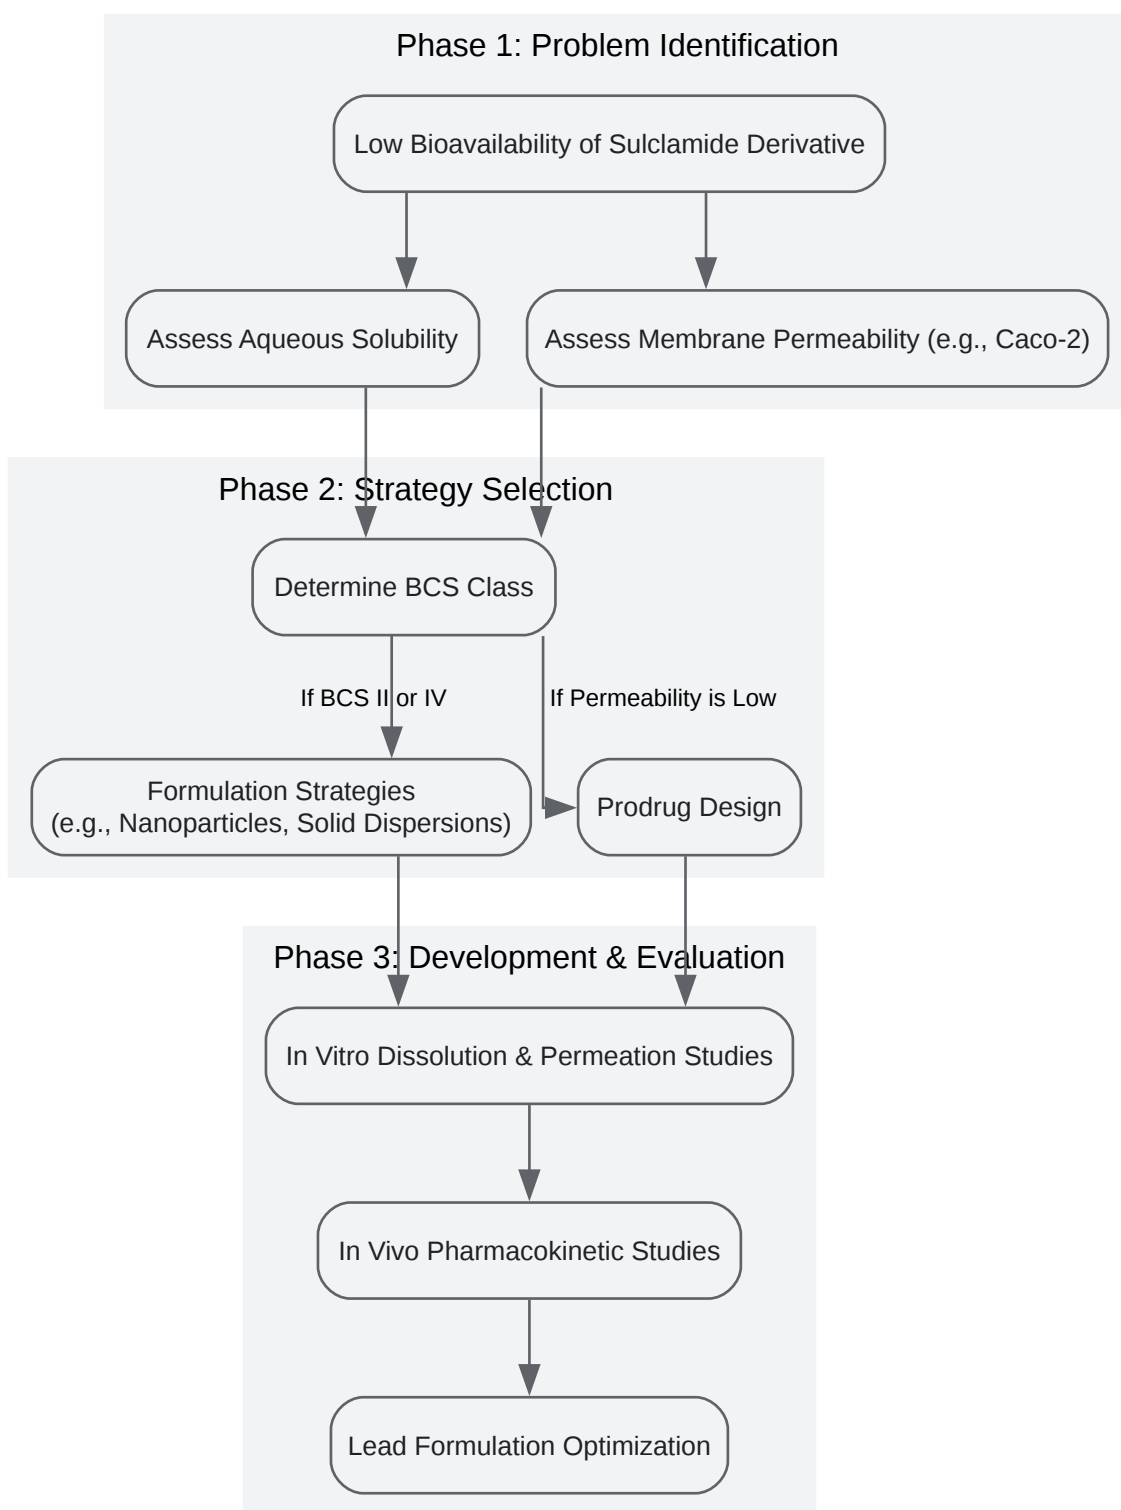 Phase 1: Problem Identification
Low Bioavailability of Sulclamide Derivative
Assess Aqueous Solubility
Assess Membrane Permeability (e.g., Caco-2)
Phase 2: Strategy Selection
Determine BCS Class
If BCS II or IV
If Permeability is Low
Formulation Strategies
(e.g., Nanoparticles, Solid Dispersions)
Prodrug Design
Phase 3: Development & Evaluation
In Vitro Dissolution & Permeation Studies
In Vivo Pharmacokinetic Studies
Lead Formulation Optimization